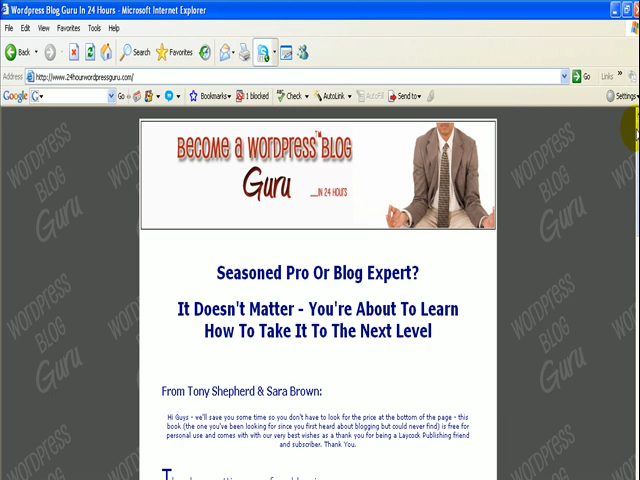 Wordpress Blog Guru In 24 Hours - Microsoft Internet Explorer
File Edit View Favorites Tools Help
Back Search Favorites
Address http://www.24hourwordpressguru.com/ Go Links »
Google G Go Bookmarks 1 blocked Check AutoLink AutoFill Send to Settings
BECOME A WORDPRESS™ BLOG
Guru ....IN 24 HOURS
WORDPRESS BLOG Guru
Seasoned Pro Or Blog Expert?
It Doesn't Matter - You're About To Learn
How To Take It To The Next Level
From Tony Shepherd & Sara Brown:
Hi Guys - we'll save you some time so you don't have to look for the price at the bottom of the page - this
book (the one you've been looking for since you first heard about blogging but could never find) is free for
personal use and comes with with our very best wishes as a thank you for being a Laycock Publishing friend
and subscriber. Thank You.